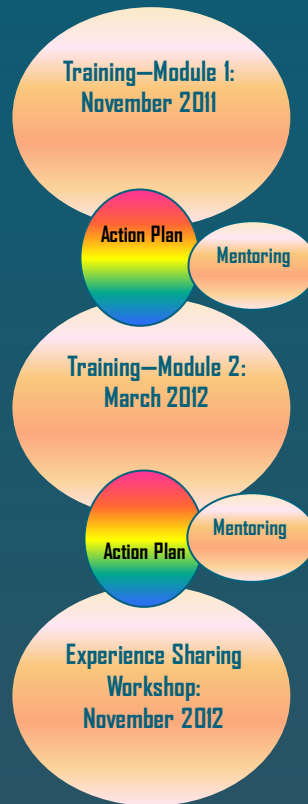 Training—Module 1:
November 2011
Action Plan
Mentoring
Training—Module 2:
March 2012
Mentoring
Action Plan
Experience Sharing
Workshop:
November 2012